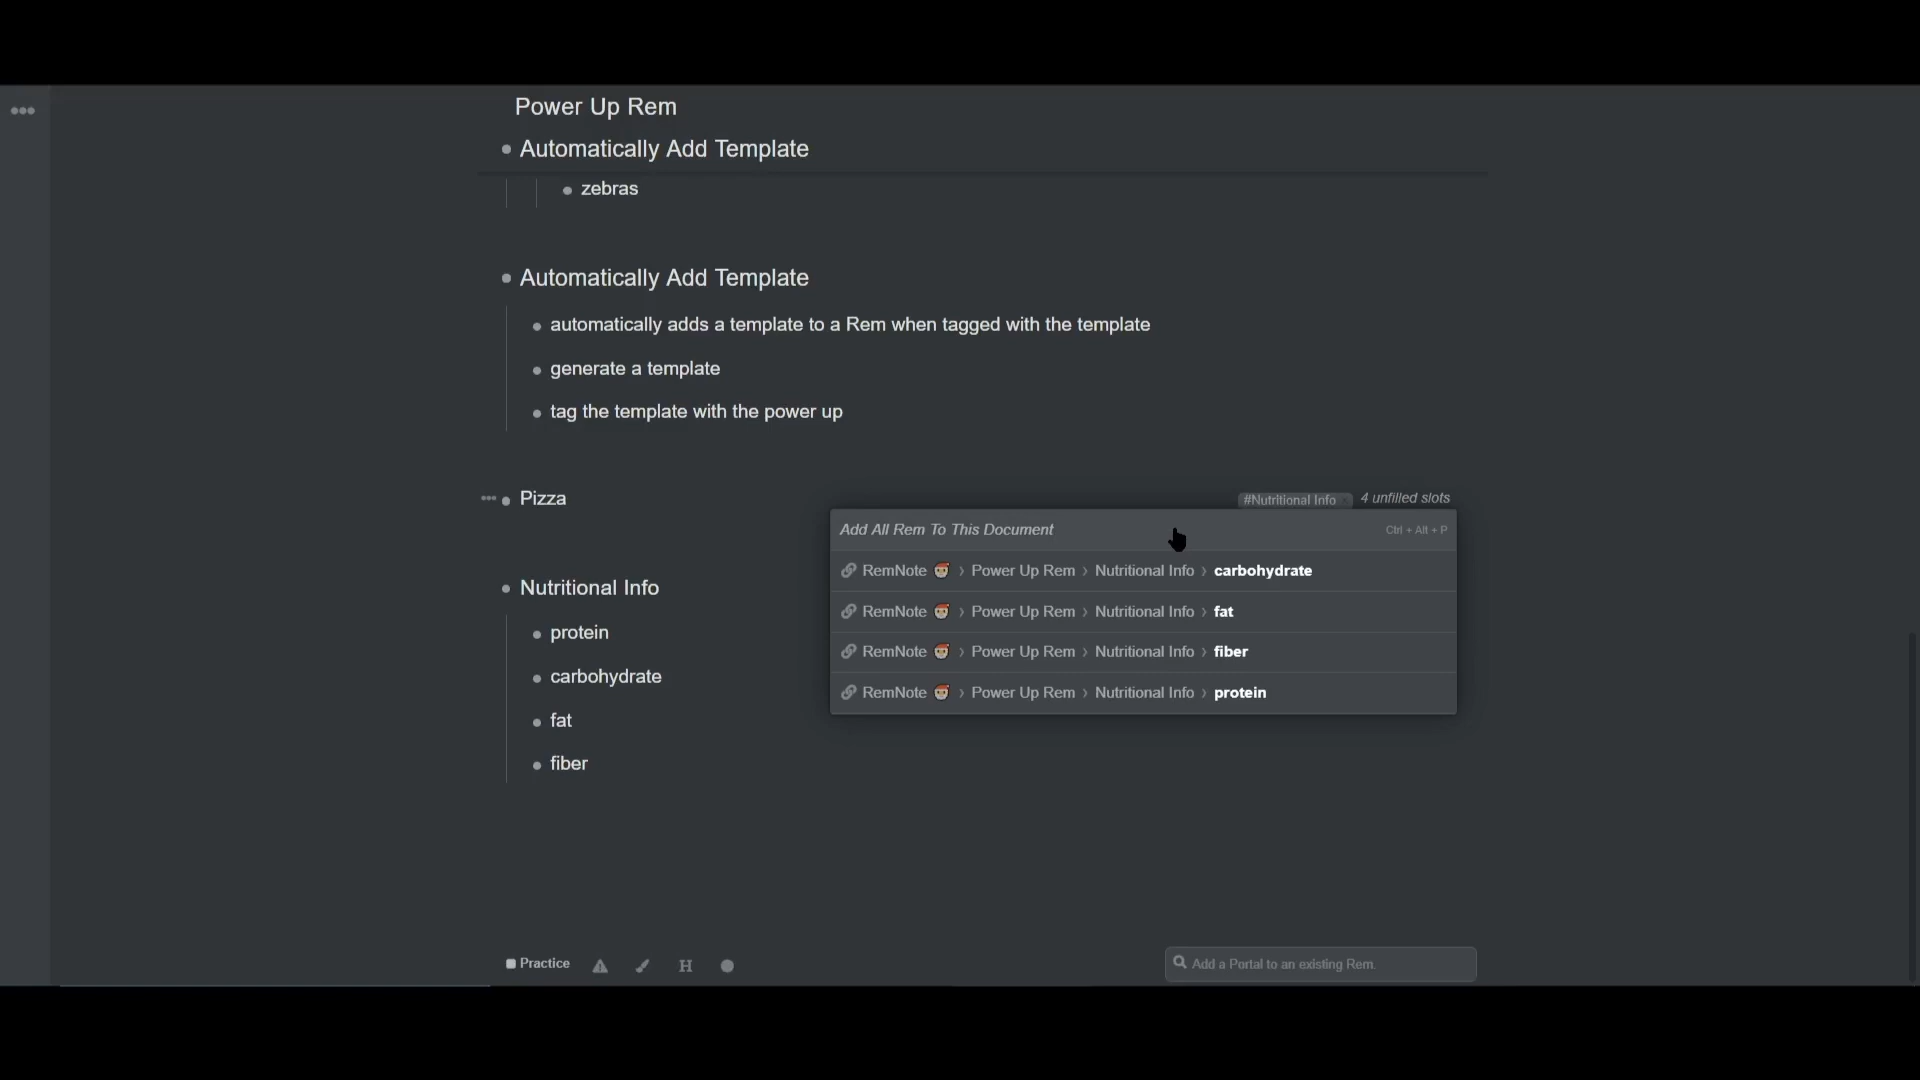 Power Up Rem
Automatically Add Template
zebras
Automatically Add Template
automatically adds a template to a Rem when tagged with the template
generate a template
tag the template with the power up
Pizza
#Nutritional Info
4 unfilled slots
Add All Rem To This Document
Ctrl + Alt + P
RemNote 🎅🏽 › Power Up Rem › Nutritional Info › carbohydrate
RemNote 🎅🏽 › Power Up Rem › Nutritional Info › fat
RemNote 🎅🏽 › Power Up Rem › Nutritional Info › fiber
RemNote 🎅🏽 › Power Up Rem › Nutritional Info › protein
Nutritional Info
protein
carbohydrate
fat
fiber
Practice
H
Add a Portal to an existing Rem.